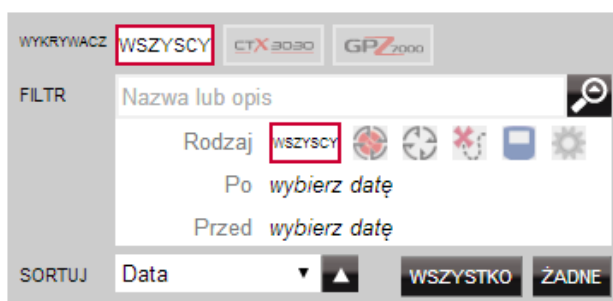 WYKRYWACZ WSZYSCY CTX 3030 GPZ 2000
FILTR Nazwa lub opis
Rodzaj WSZYSCY
Po wybierz datę
Przed wybierz datę
SORTUJ Data WSZYSTKO ŻADNE